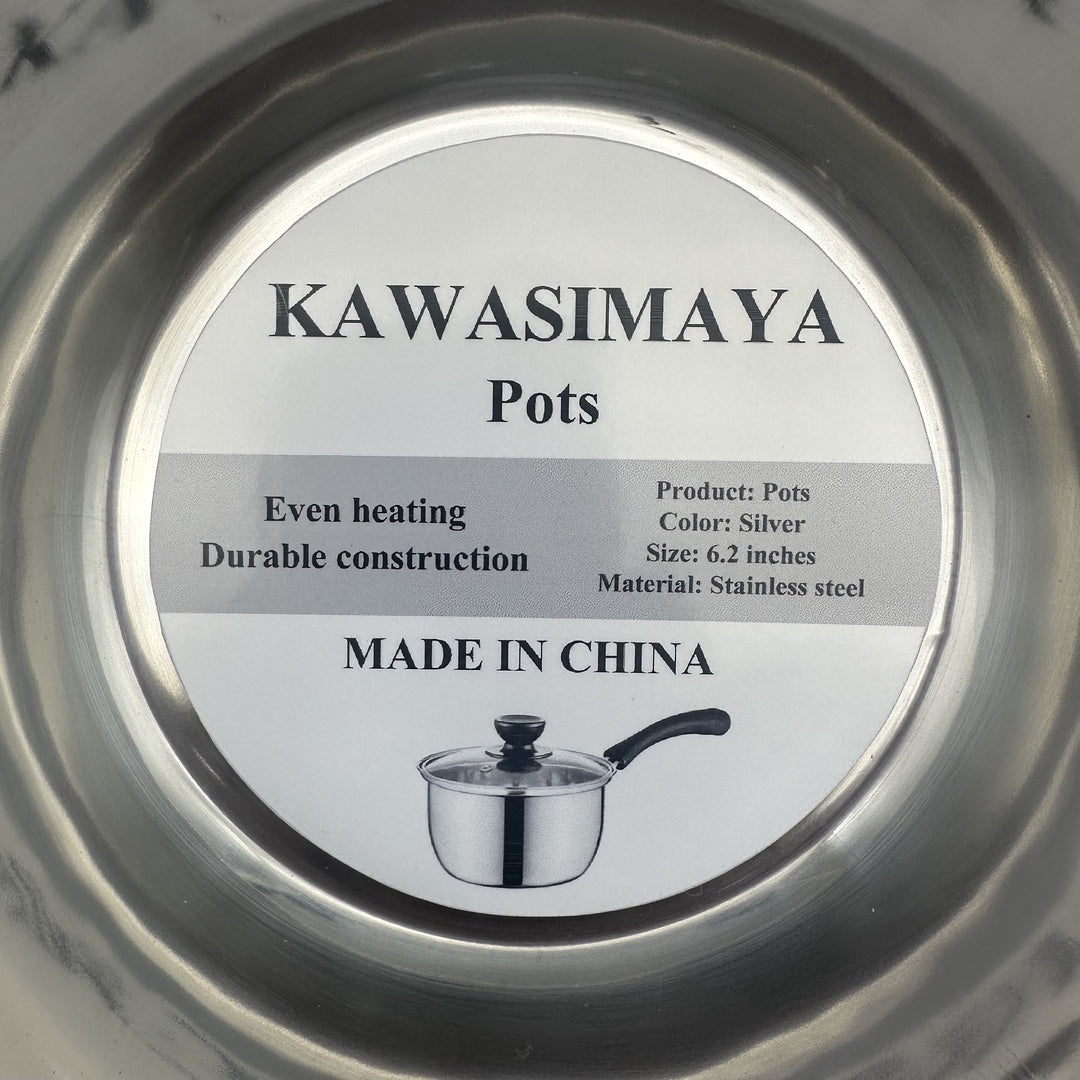 KAWASIMAYA
Pots
Even heating
Durable construction
Product: Pots
Color: Silver
Size: 6.2 inches
Material: Stainless steel
MADE IN CHINA